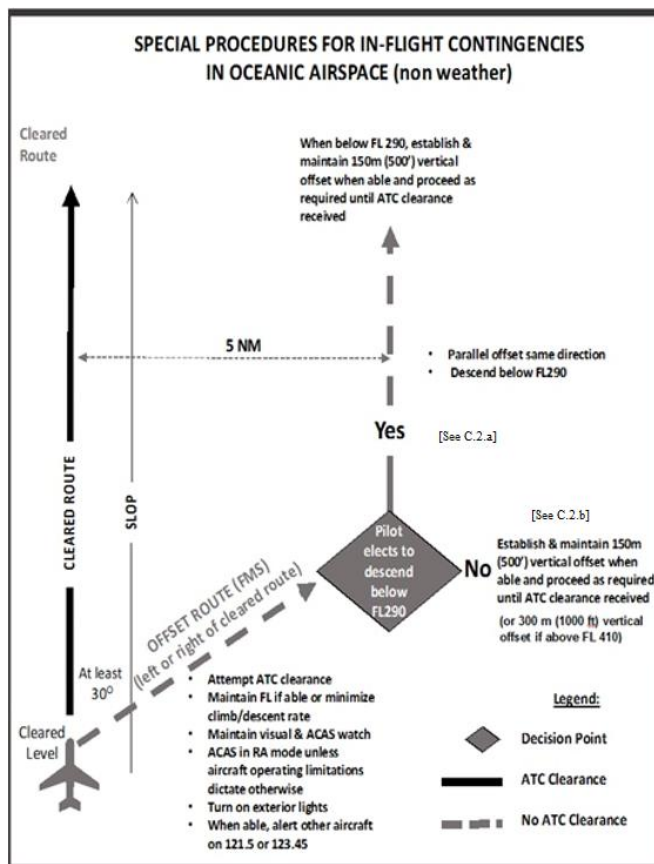 SPECIAL PROCEDURES FOR IN-FLIGHT CONTINGENCIES
IN OCEANIC AIRSPACE (non weather)
Cleared
Route
When below FL 290, establish &
maintain 150m (500') vertical
offset when able and proceed as
required until ATC clearance
received
5 NM
• Parallel offset same direction
• Descend below FL290
Yes
[See C.2.a]
CLEARED ROUTE
SLOP
OFFSET ROUTE (FMS)
(left or right of cleared route)
Pilot
elects to
descend
below
FL290
No
[See C.2.b]
Establish & maintain 150m
(500') vertical offset when
able and proceed as required
until ATC clearance received
(or 300 m (1000 ft) vertical
offset if above FL 410)
At least
30⁰
Cleared
Level
• Attempt ATC clearance
• Maintain FL if able or minimize
climb/descent rate
• Maintain visual & ACAS watch
• ACAS in RA mode unless
aircraft operating limitations
dictate otherwise
• Turn on exterior lights
• When able, alert other aircraft
on 121.5 or 123.45
Legend:
Decision Point
ATC Clearance
No ATC Clearance